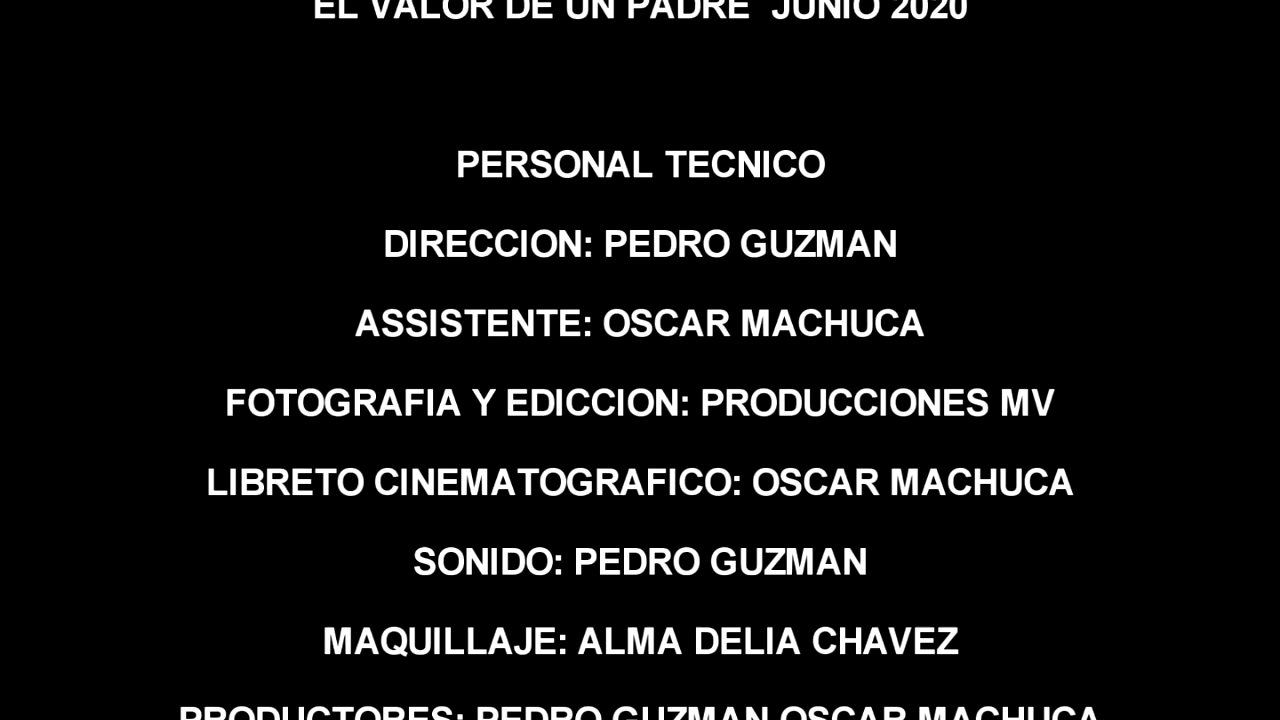 EL VALOR DE UN PADRE JUNIO 2020
PERSONAL TECNICO
DIRECCION: PEDRO GUZMAN
ASSISTENTE: OSCAR MACHUCA
FOTOGRAFIA Y EDICCION: PRODUCCIONES MV
LIBRETO CINEMATOGRAFICO: OSCAR MACHUCA
SONIDO: PEDRO GUZMAN
MAQUILLAJE: ALMA DELIA CHAVEZ
PRODUCTORES: PEDRO GUZMAN OSCAR MACHUCA